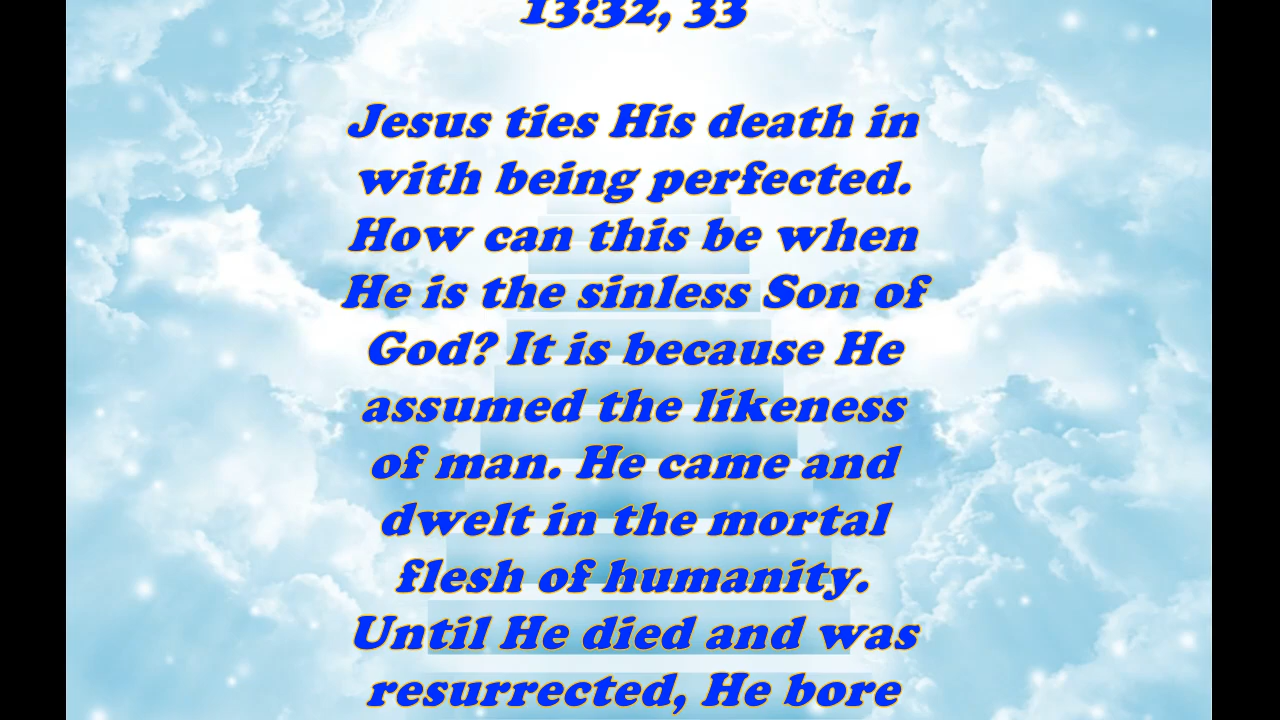 13:32, 33
Jesus ties His death in
with being perfected.
How can this be when
He is the sinless Son of
God? It is because He
assumed the likeness
of man. He came and
dwelt in the mortal
flesh of humanity.
Until He died and was
resurrected, He bore